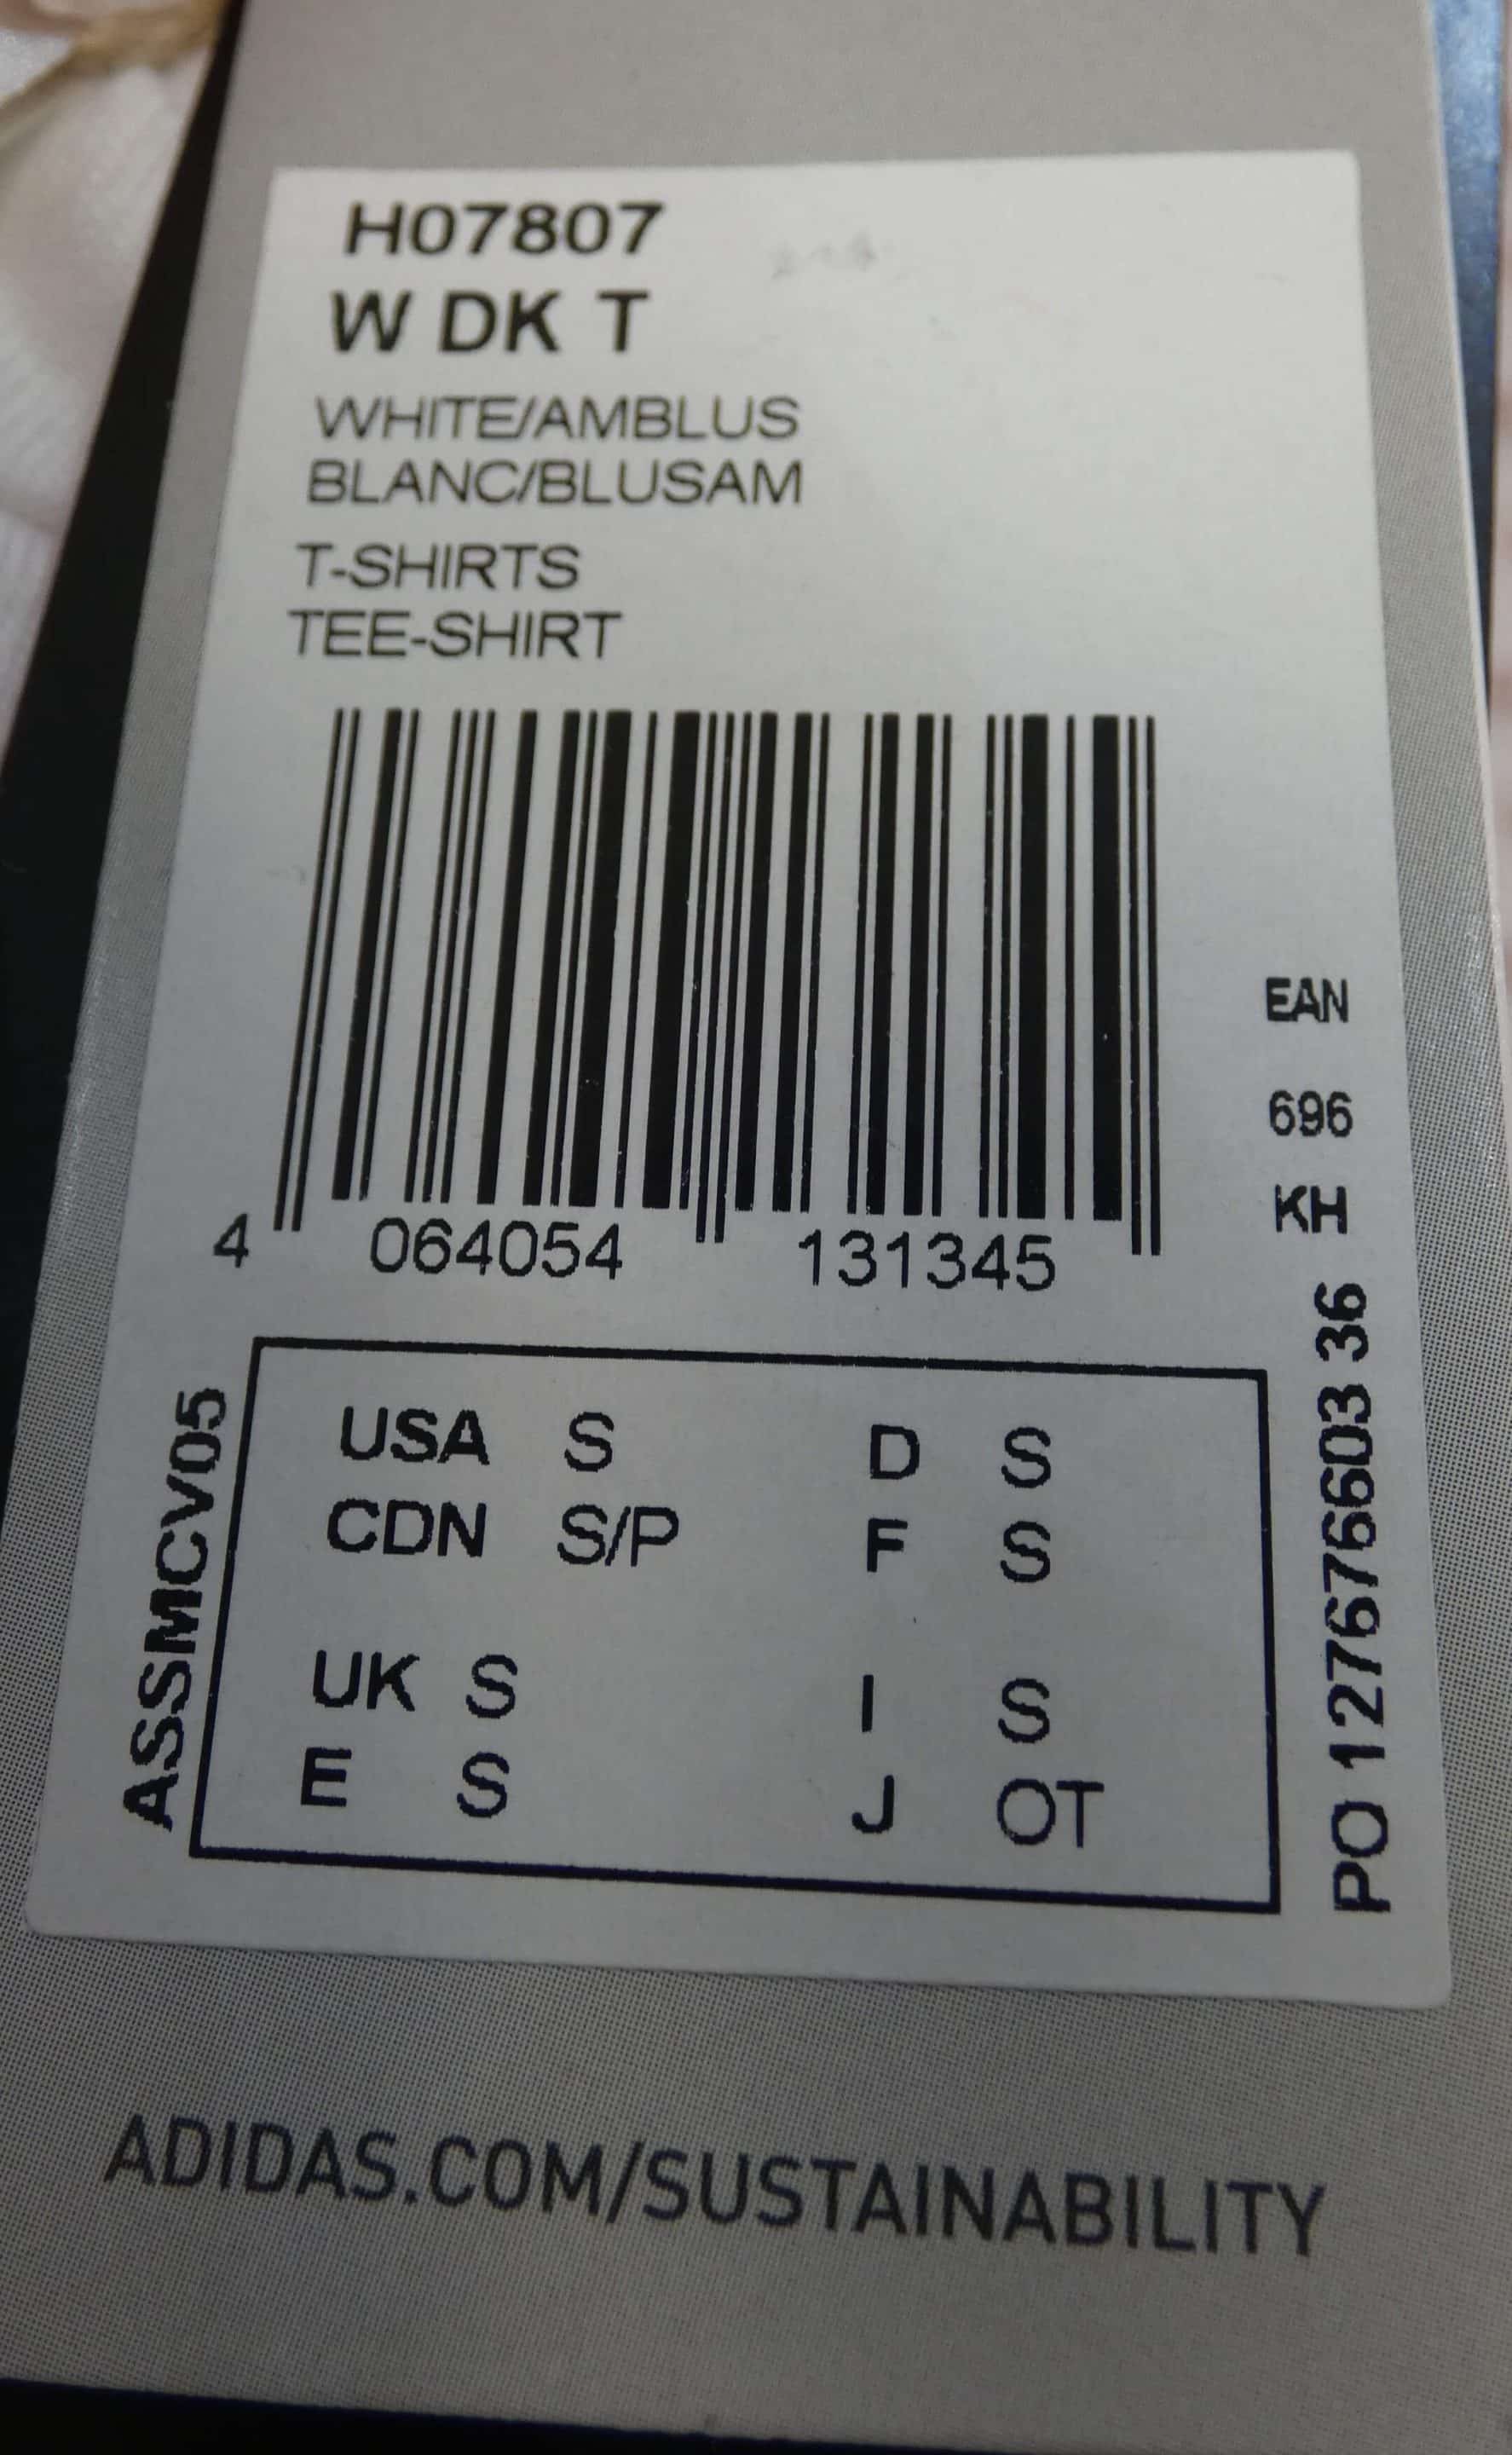 H07807
W DK T
WHITE/AMBLUS
BLANC/BLUSAM
T-SHIRTS
TEE-SHIRT
EAN
696
KH
4 064054 131345
ASSMCV05
USA S D S
CDN S/P F S
UK S I S
E S J OT
PO 1276766603 36
ADIDAS.COM/SUSTAINABILITY